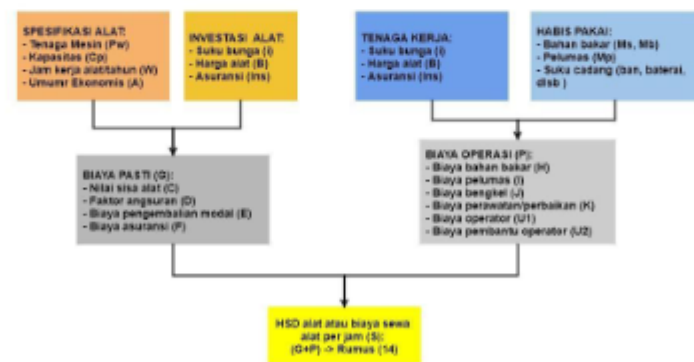 SPESIFIKASI ALAT:
- Tenaga Mesin (Pw)
- Kapasitas (Cp)
- Jam kerja alat/tahun (W)
- Umumr Ekonomis (A)
INVESTASI ALAT:
- Suku bunga (i)
- Harga alat (B)
- Asuransi (Ins)
TENAGA KERJA:
- Suku bunga (i)
- Harga alat (B)
- Asuransi (Ins)
HABIS PAKAI:
- Bahan bakar (Ms, Mb)
- Pelumas (Mp)
- Suku cadang (ban, baterai,
dsb )
BIAYA PASTI (G):
- Nilai sisa alat (C)
- Faktor angsuran (D)
- Biaya pengembalian modal (E)
- Biaya asuransi (F)
BIAYA OPERASI (P):
- Biaya bahan bakar (H)
- Biaya pelumas (I)
- Biaya bengkel (J)
- Biaya perawatan/perbaikan (K)
- Biaya operator (U1)
- Biaya pembantu operator (U2)
HSD alat atau biaya sewa
alat per jam (S):
(G+P) -> Rumus (14)